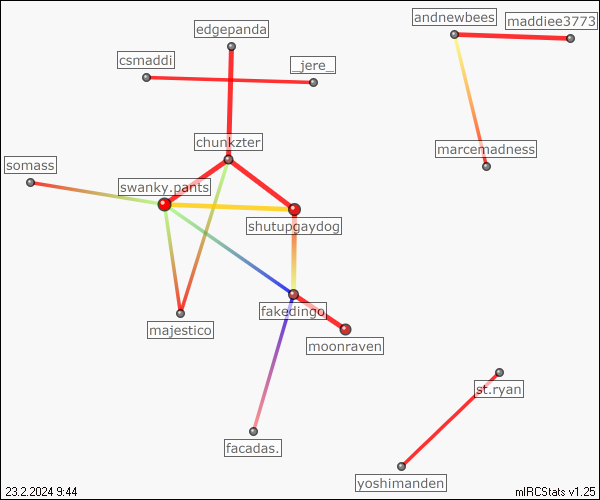 andnewbees
maddiee3773
edgepanda
csmaddi
_jere_
chunkzter
marcemadness
somass
swanky.pants
shutupgaydog
fakedingo
majestico
moonraven
st.ryan
facadas.
yoshimanden
23.2.2024 9:44
mIRCStats v1.25